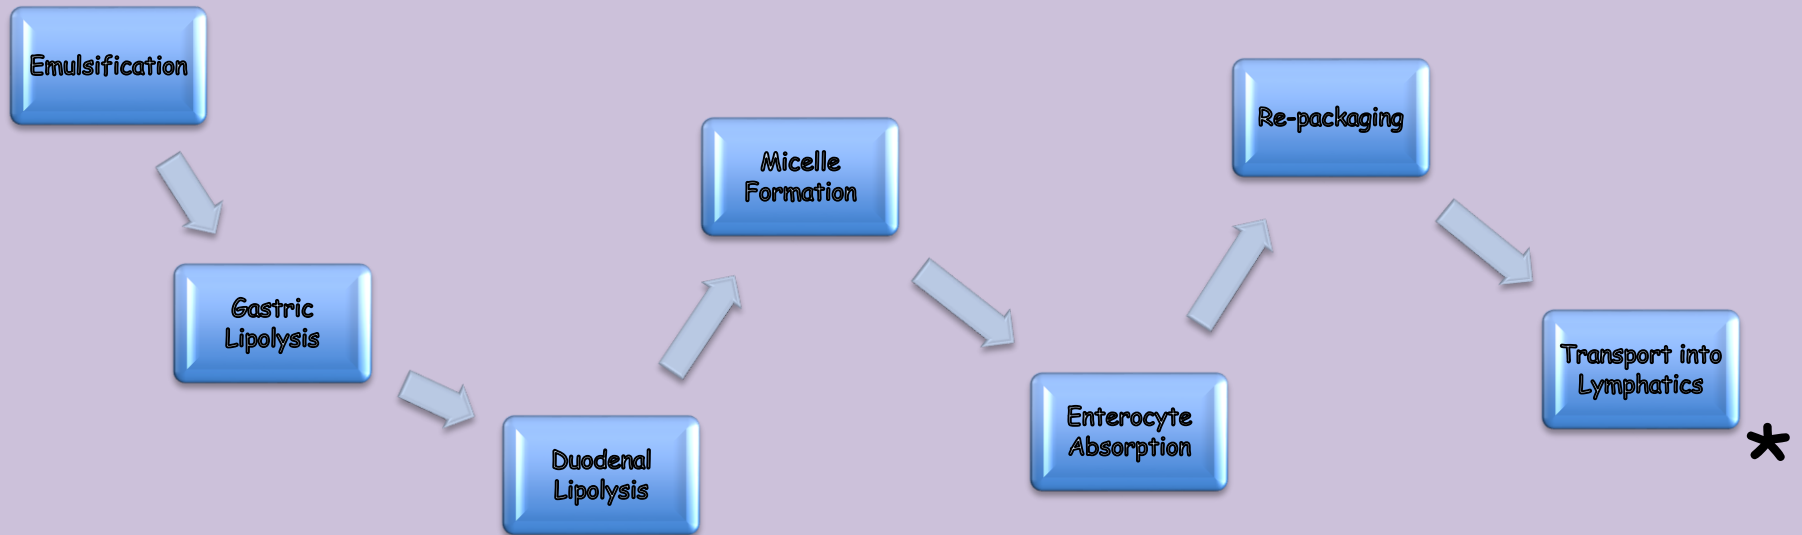 Emulsification
Gastric
Lipolysis
Duodenal
Lipolysis
Micelle
Formation
Enterocyte
Absorption
Re-packaging
Transport into
Lymphatics
*